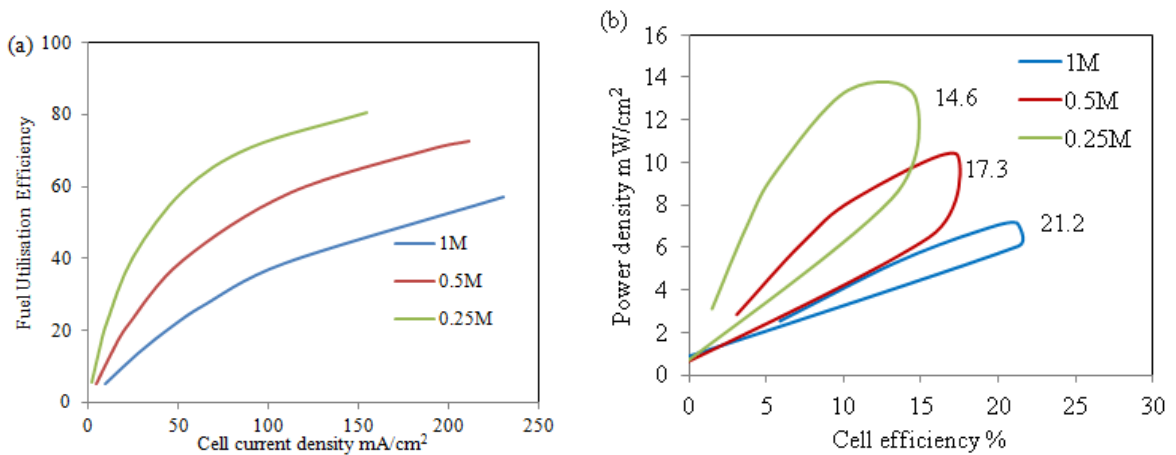 (a)
Fuel Utilisation Efficiency
100
80
60
40
20
0
1M
0.5M
0.25M
0
50
100
150
200
250
Cell current density mA/cm²
(b)
Power density mW/cm²
16
14
12
10
8
6
4
2
0
1M
0.5M
0.25M
14.6
17.3
21.2
0
5
10
15
20
25
30
Cell efficiency %